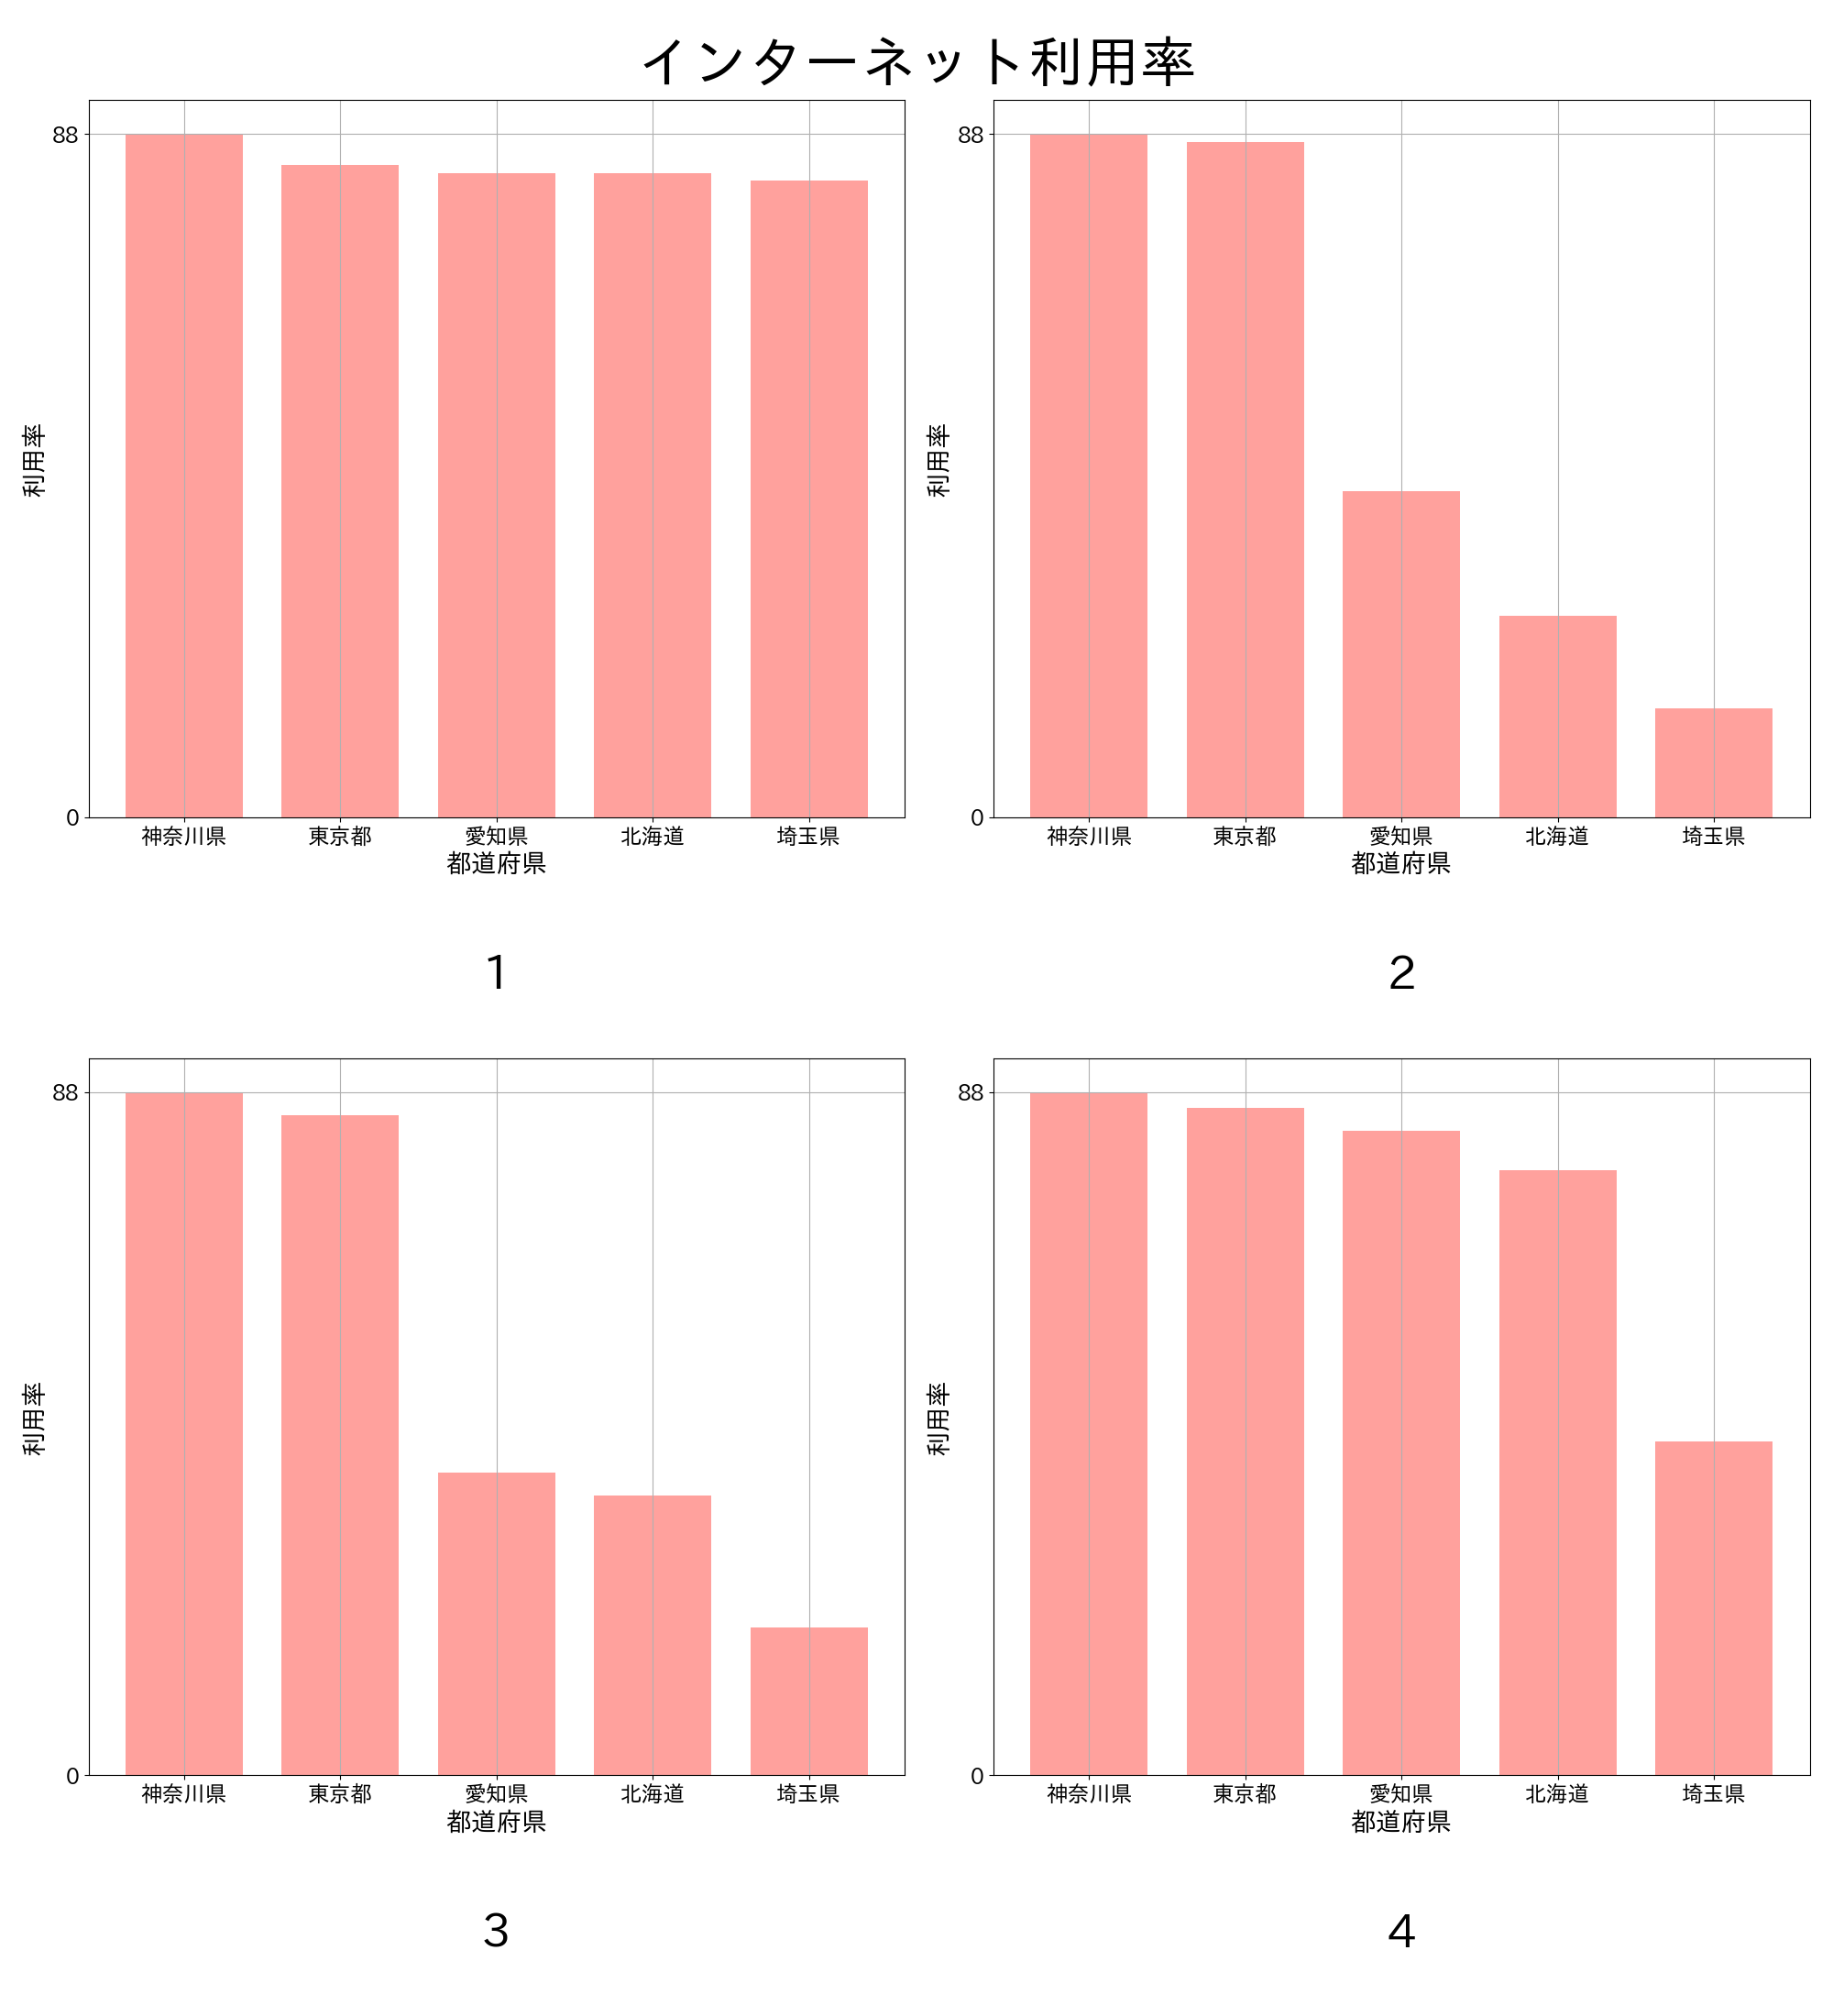 インターネット利用率
88
0
利用率
神奈川県 東京都 愛知県 北海道 埼玉県
都道府県
1
88
0
利用率
神奈川県 東京都 愛知県 北海道 埼玉県
都道府県
2
88
0
利用率
神奈川県 東京都 愛知県 北海道 埼玉県
都道府県
3
88
0
利用率
神奈川県 東京都 愛知県 北海道 埼玉県
都道府県
4